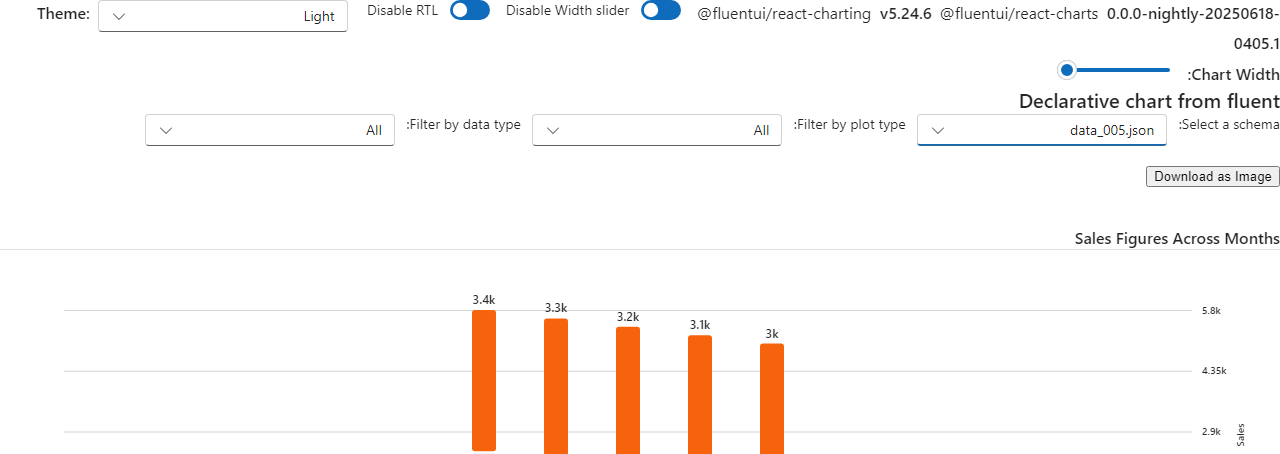 Theme: Light Disable RTL Disable Width slider @fluentui/react-charting v5.24.6 @fluentui/react-charts 0.0.0-nightly-20250618-
0405.1
:Chart Width
Declarative chart from fluent
:Select a schema data_005.json :Filter by plot type All :Filter by data type All
Download as Image
Sales Figures Across Months
3.4k
3.3k
3.2k
3.1k
3k
5.8k
4.35k
2.9k
Sales